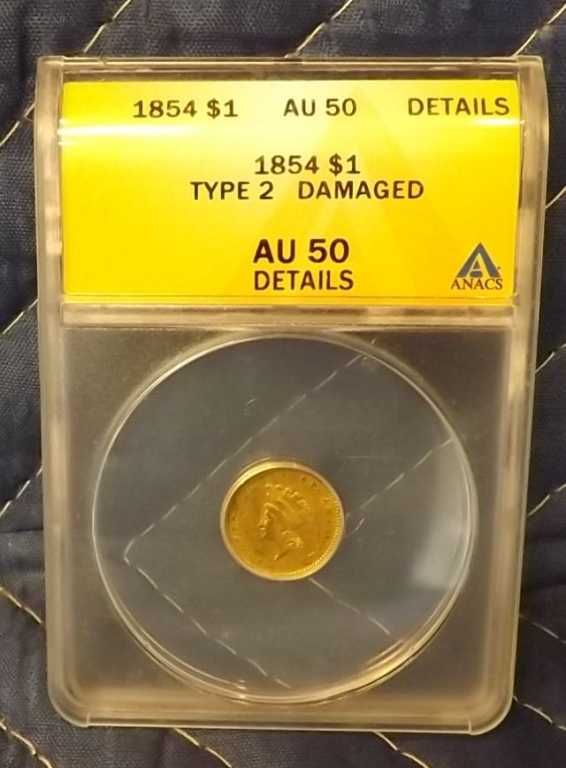 1854 $1 AU 50 DETAILS
1854 $1
TYPE 2 DAMAGED
AU 50
DETAILS
ANACS